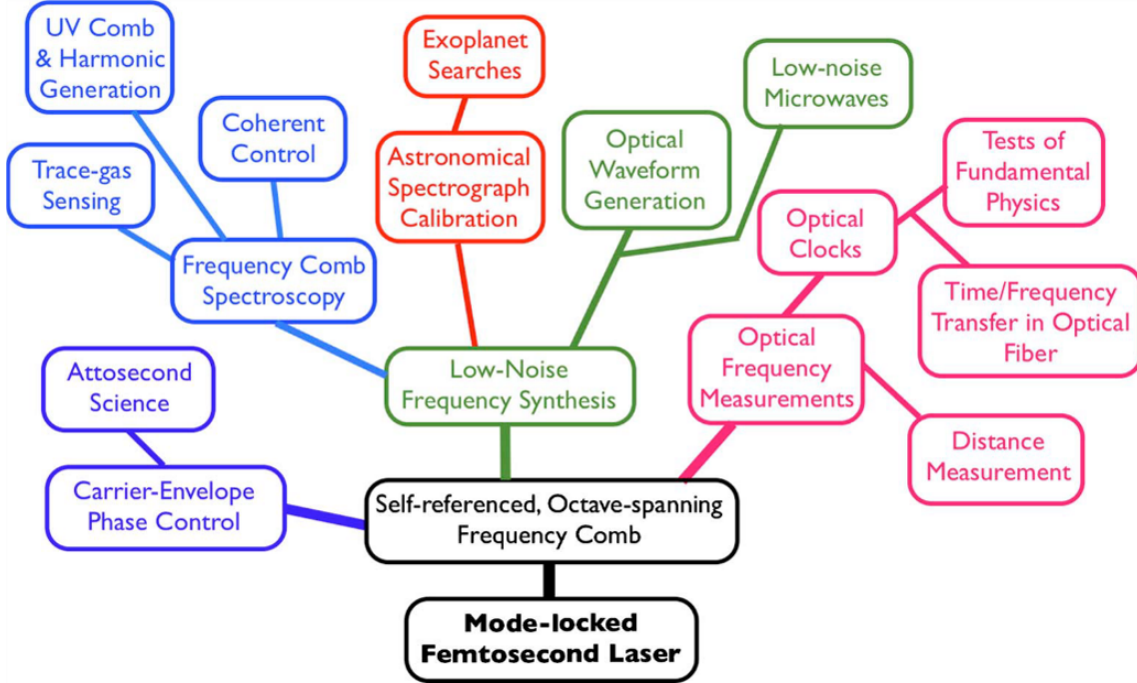 UV Comb
& Harmonic
Generation
Exoplanet
Searches
Low-noise
Microwaves
Coherent
Control
Optical
Waveform
Generation
Tests of
Fundamental
Physics
Trace-gas
Sensing
Astronomical
Spectrograph
Calibration
Optical
Clocks
Frequency Comb
Spectroscopy
Time/Frequency
Transfer in Optical
Fiber
Optical
Frequency
Measurements
Low-Noise
Frequency Synthesis
Attosecond
Science
Distance
Measurement
Carrier-Envelope
Phase Control
Self-referenced, Octave-spanning
Frequency Comb
Mode-locked
Femtosecond Laser